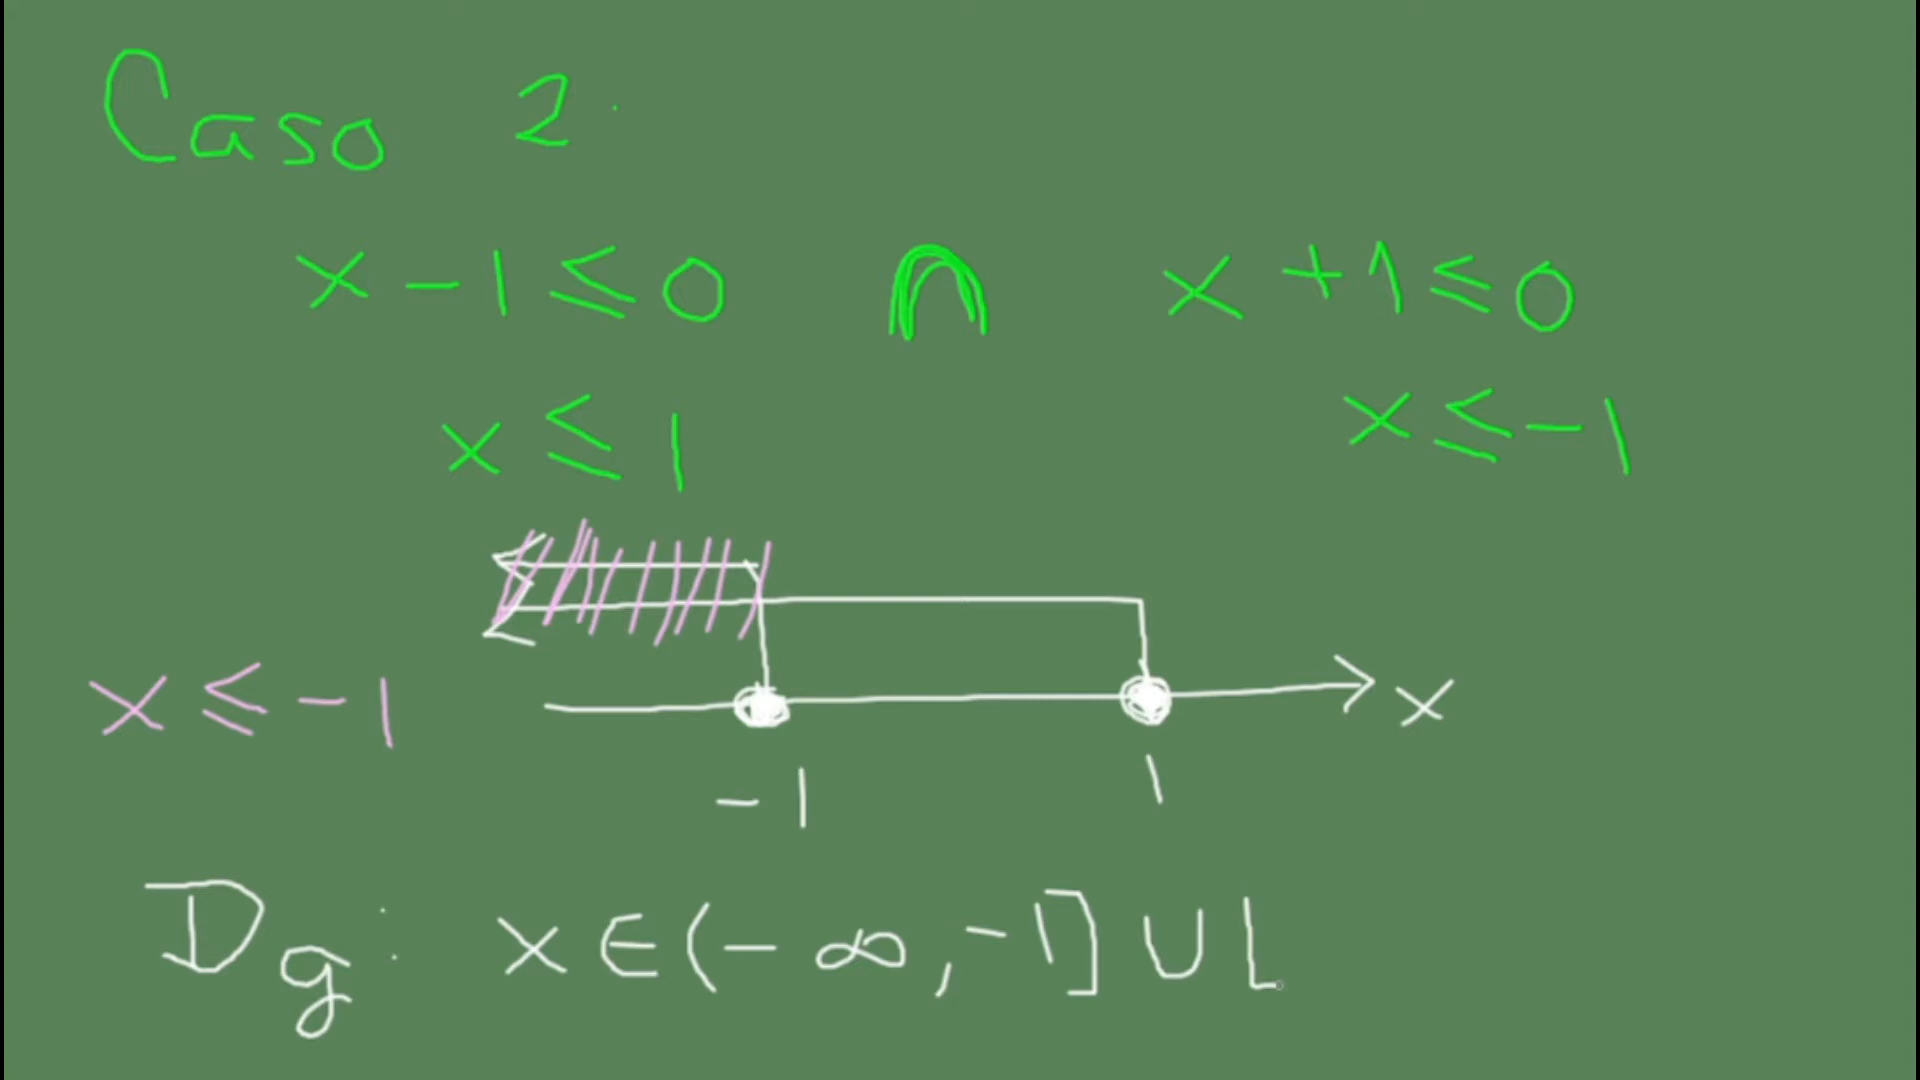 Caso 2
x - 1 ≤ 0 ∩ x + 1 ≤ 0
x ≤ 1 x ≤ -1
x ≤ -1 x
-1 1
Dg: x ∈ (-∞, -1] ∪ [